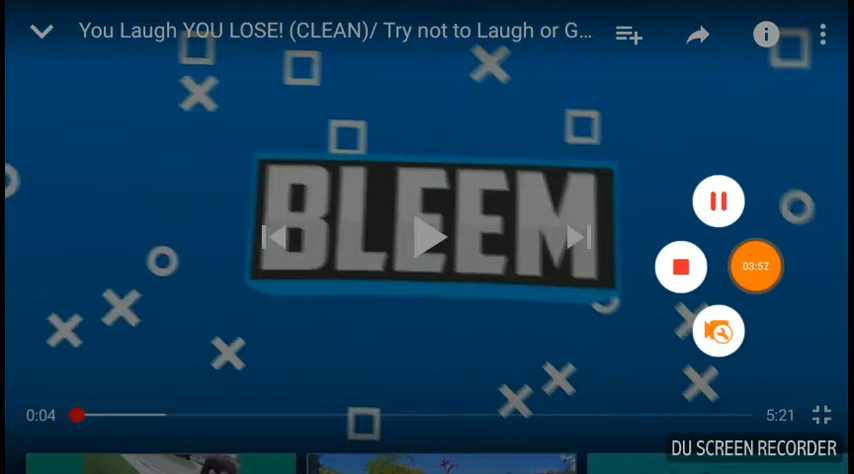 You Laugh YOU LOSE! (CLEAN)/ Try not to Laugh or G...
BLEEM
03:52
0:04
5:21
DU SCREEN RECORDER